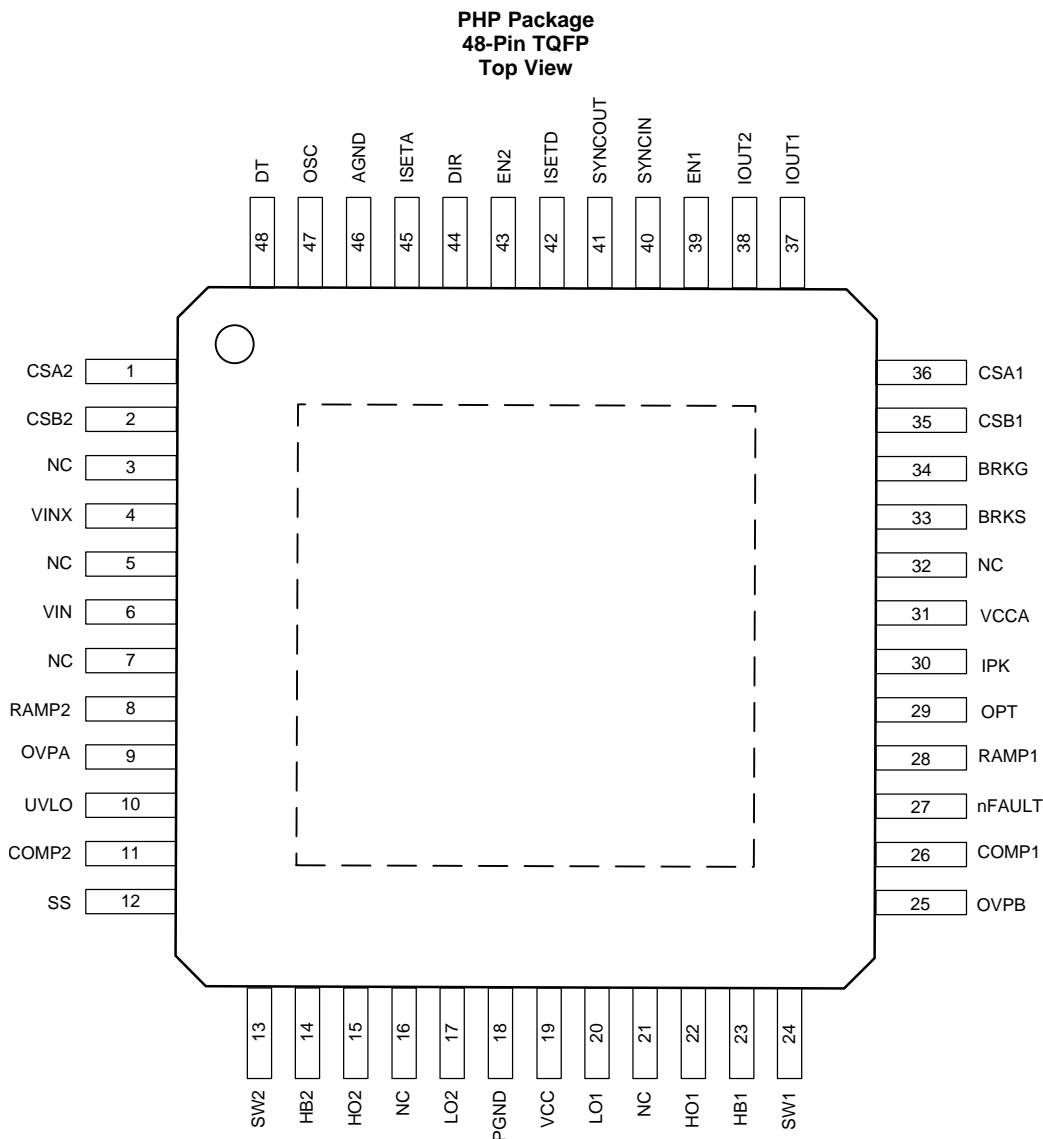 PHP Package
48-Pin TQFP
Top View
DT
OSC
AGND
ISETA
DIR
EN2
ISETD
SYNCOUT
SYNCIN
EN1
IOUT2
IOUT1
48
47
46
45
44
43
42
41
40
39
38
37
CSA2 1
CSB2 2
NC 3
VINX 4
NC 5
VIN 6
NC 7
RAMP2 8
OVPA 9
UVLO 10
COMP2 11
SS 12
36 CSA1
35 CSB1
34 BRKG
33 BRKS
32 NC
31 VCCA
30 IPK
29 OPT
28 RAMP1
27 nFAULT
26 COMP1
25 OVPB
13
14
15
16
17
18
19
20
21
22
23
24
SW2
HB2
HO2
NC
LO2
PGND
VCC
LO1
NC
HO1
HB1
SW1